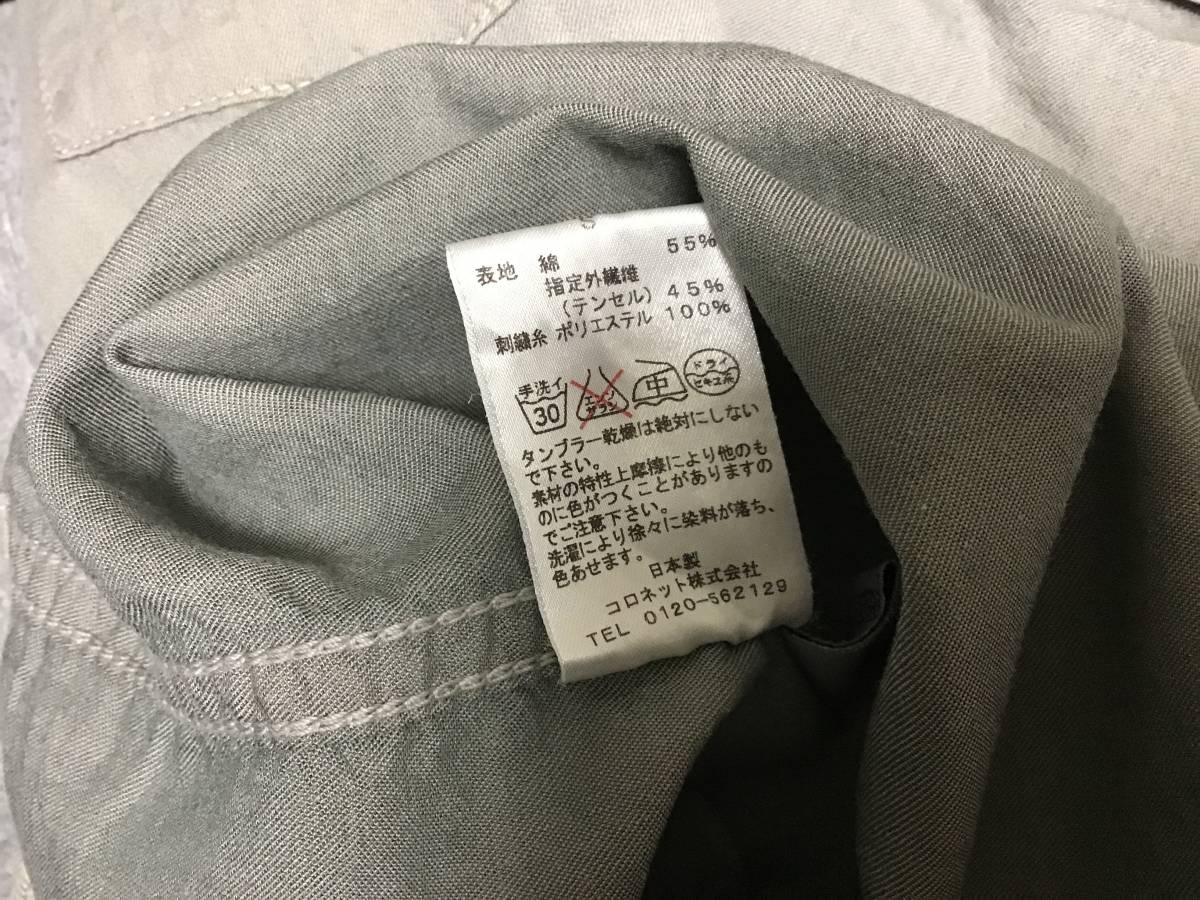 表地 綿 55%
指定外繊維
(テンセル) 45%
刺繍糸 ポリエステル 100%
手洗イ 30
エンソ サラシ
中
ドライ セキユ系
タンブラー乾燥は絶対にしない
で下さい。
素材の特性上摩擦により他のも
のに色がつくことがありますの
でご注意下さい。
洗濯により徐々に染料が落ち、
色あせます。
日本製
コロネット株式会社
TEL 0120-562129